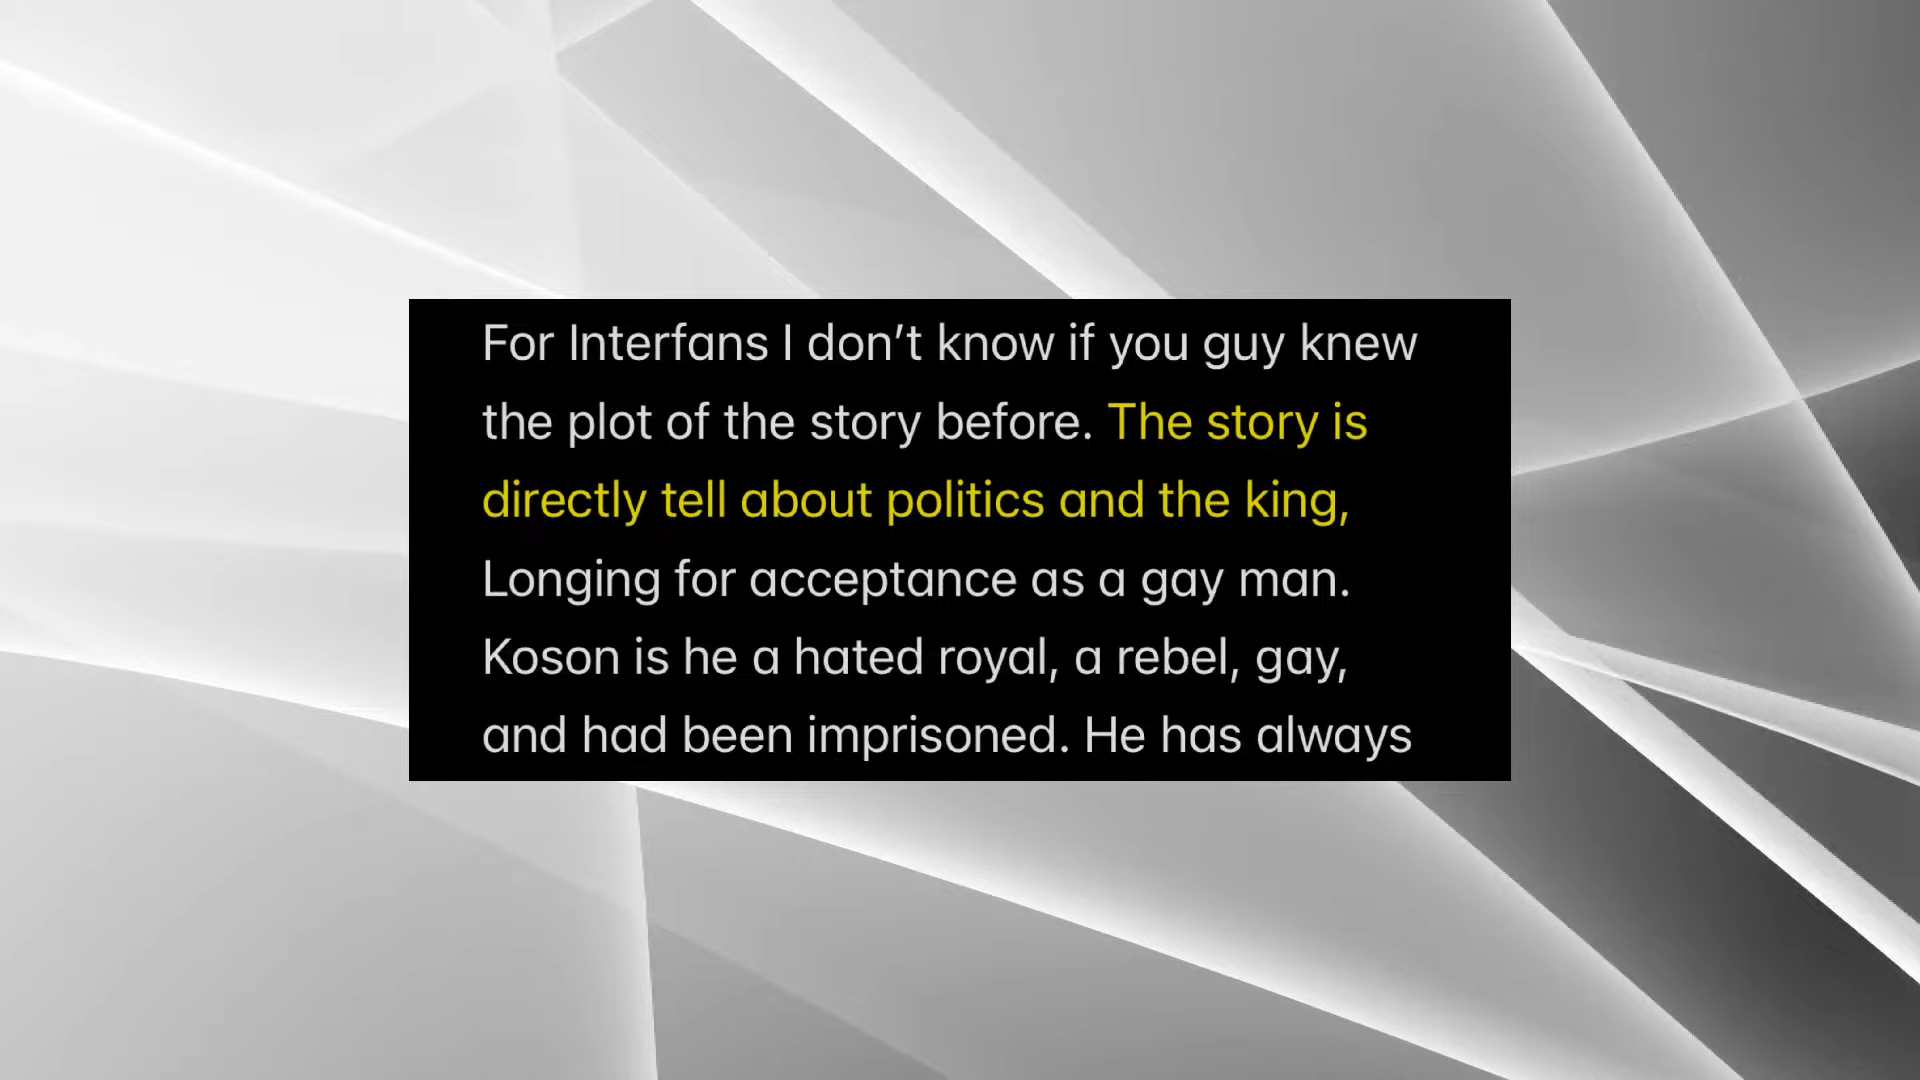 For Interfans I don’t know if you guy knew
the plot of the story before. The story is
directly tell about politics and the king,
Longing for acceptance as a gay man.
Koson is he a hated royal, a rebel, gay,
and had been imprisoned. He has always